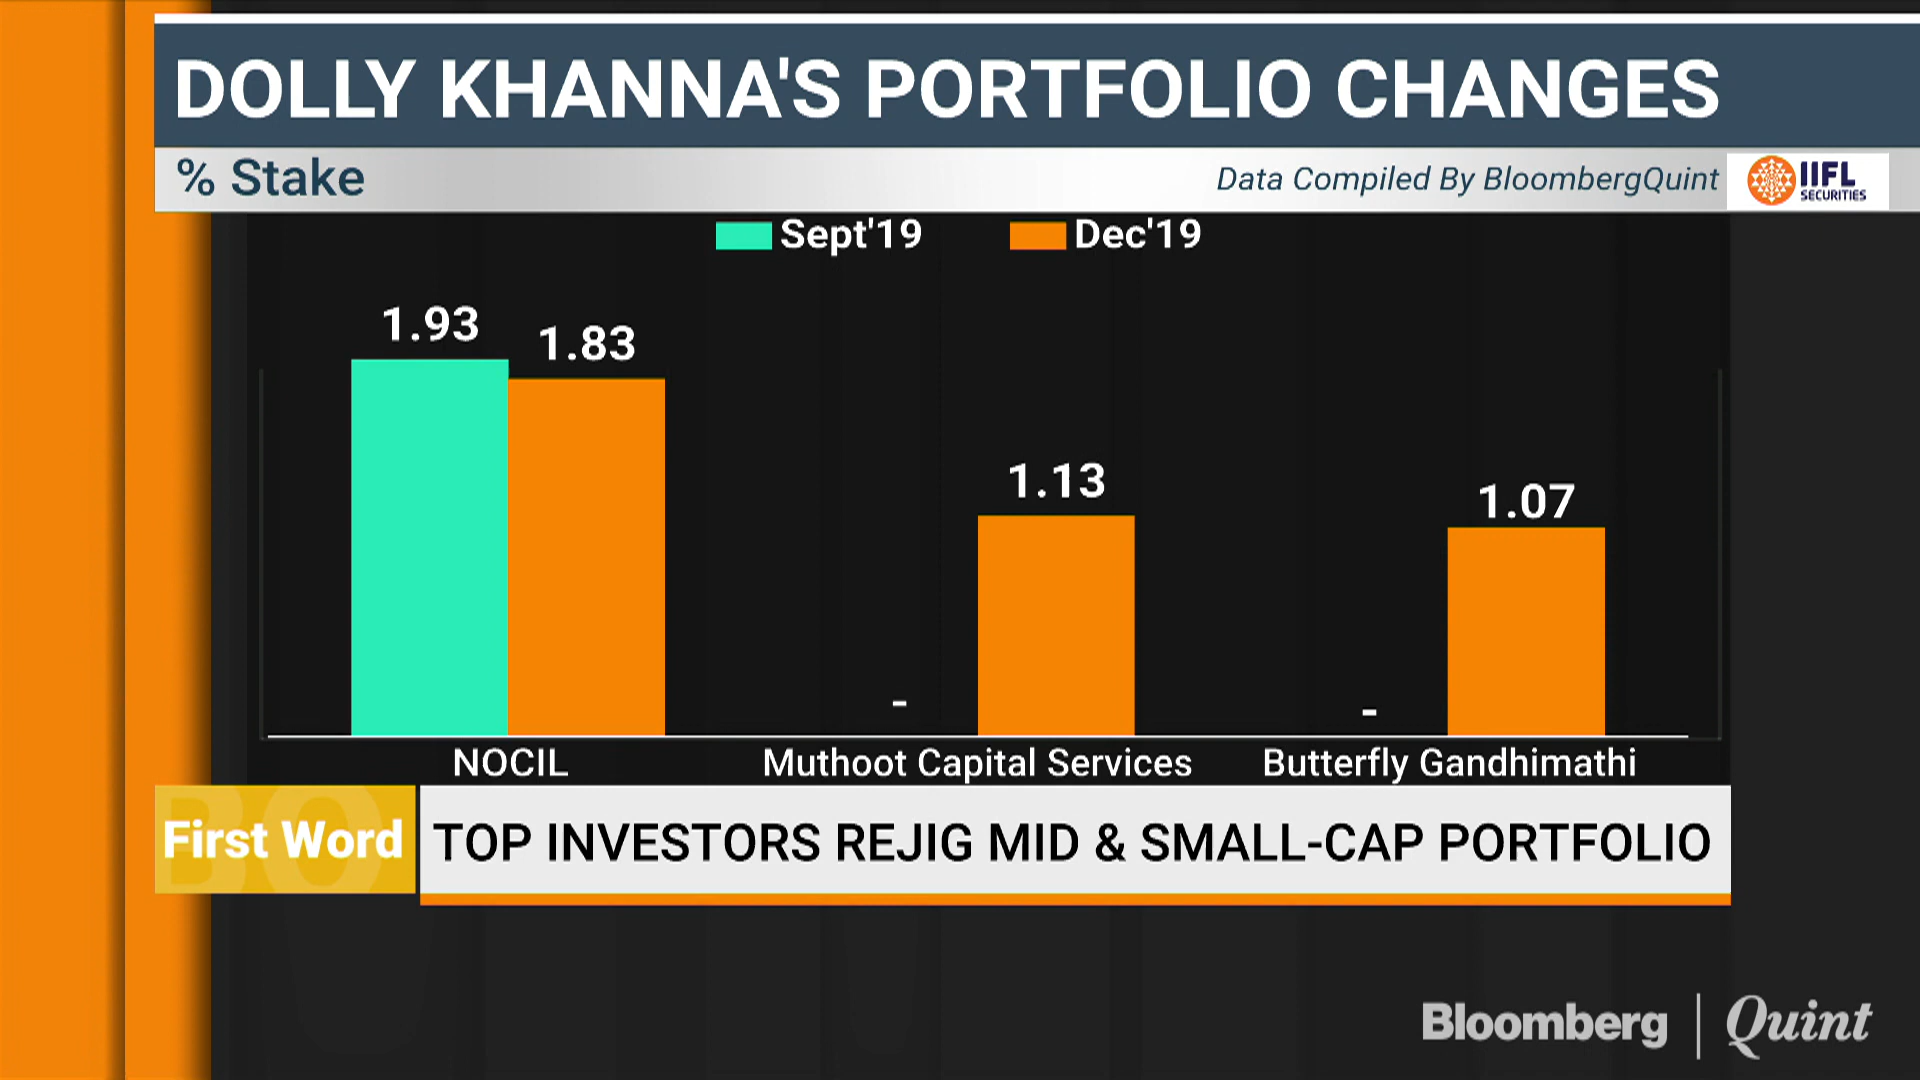 DOLLY KHANNA'S PORTFOLIO CHANGES
% Stake
Data Compiled By BloombergQuint
IIFL
SECURITIES
Sept'19
Dec'19
1.93
1.83
-
1.13
-
1.07
NOCIL
Muthoot Capital Services
Butterfly Gandhimathi
First Word
TOP INVESTORS REJIG MID & SMALL-CAP PORTFOLIO
Bloomberg | Quint